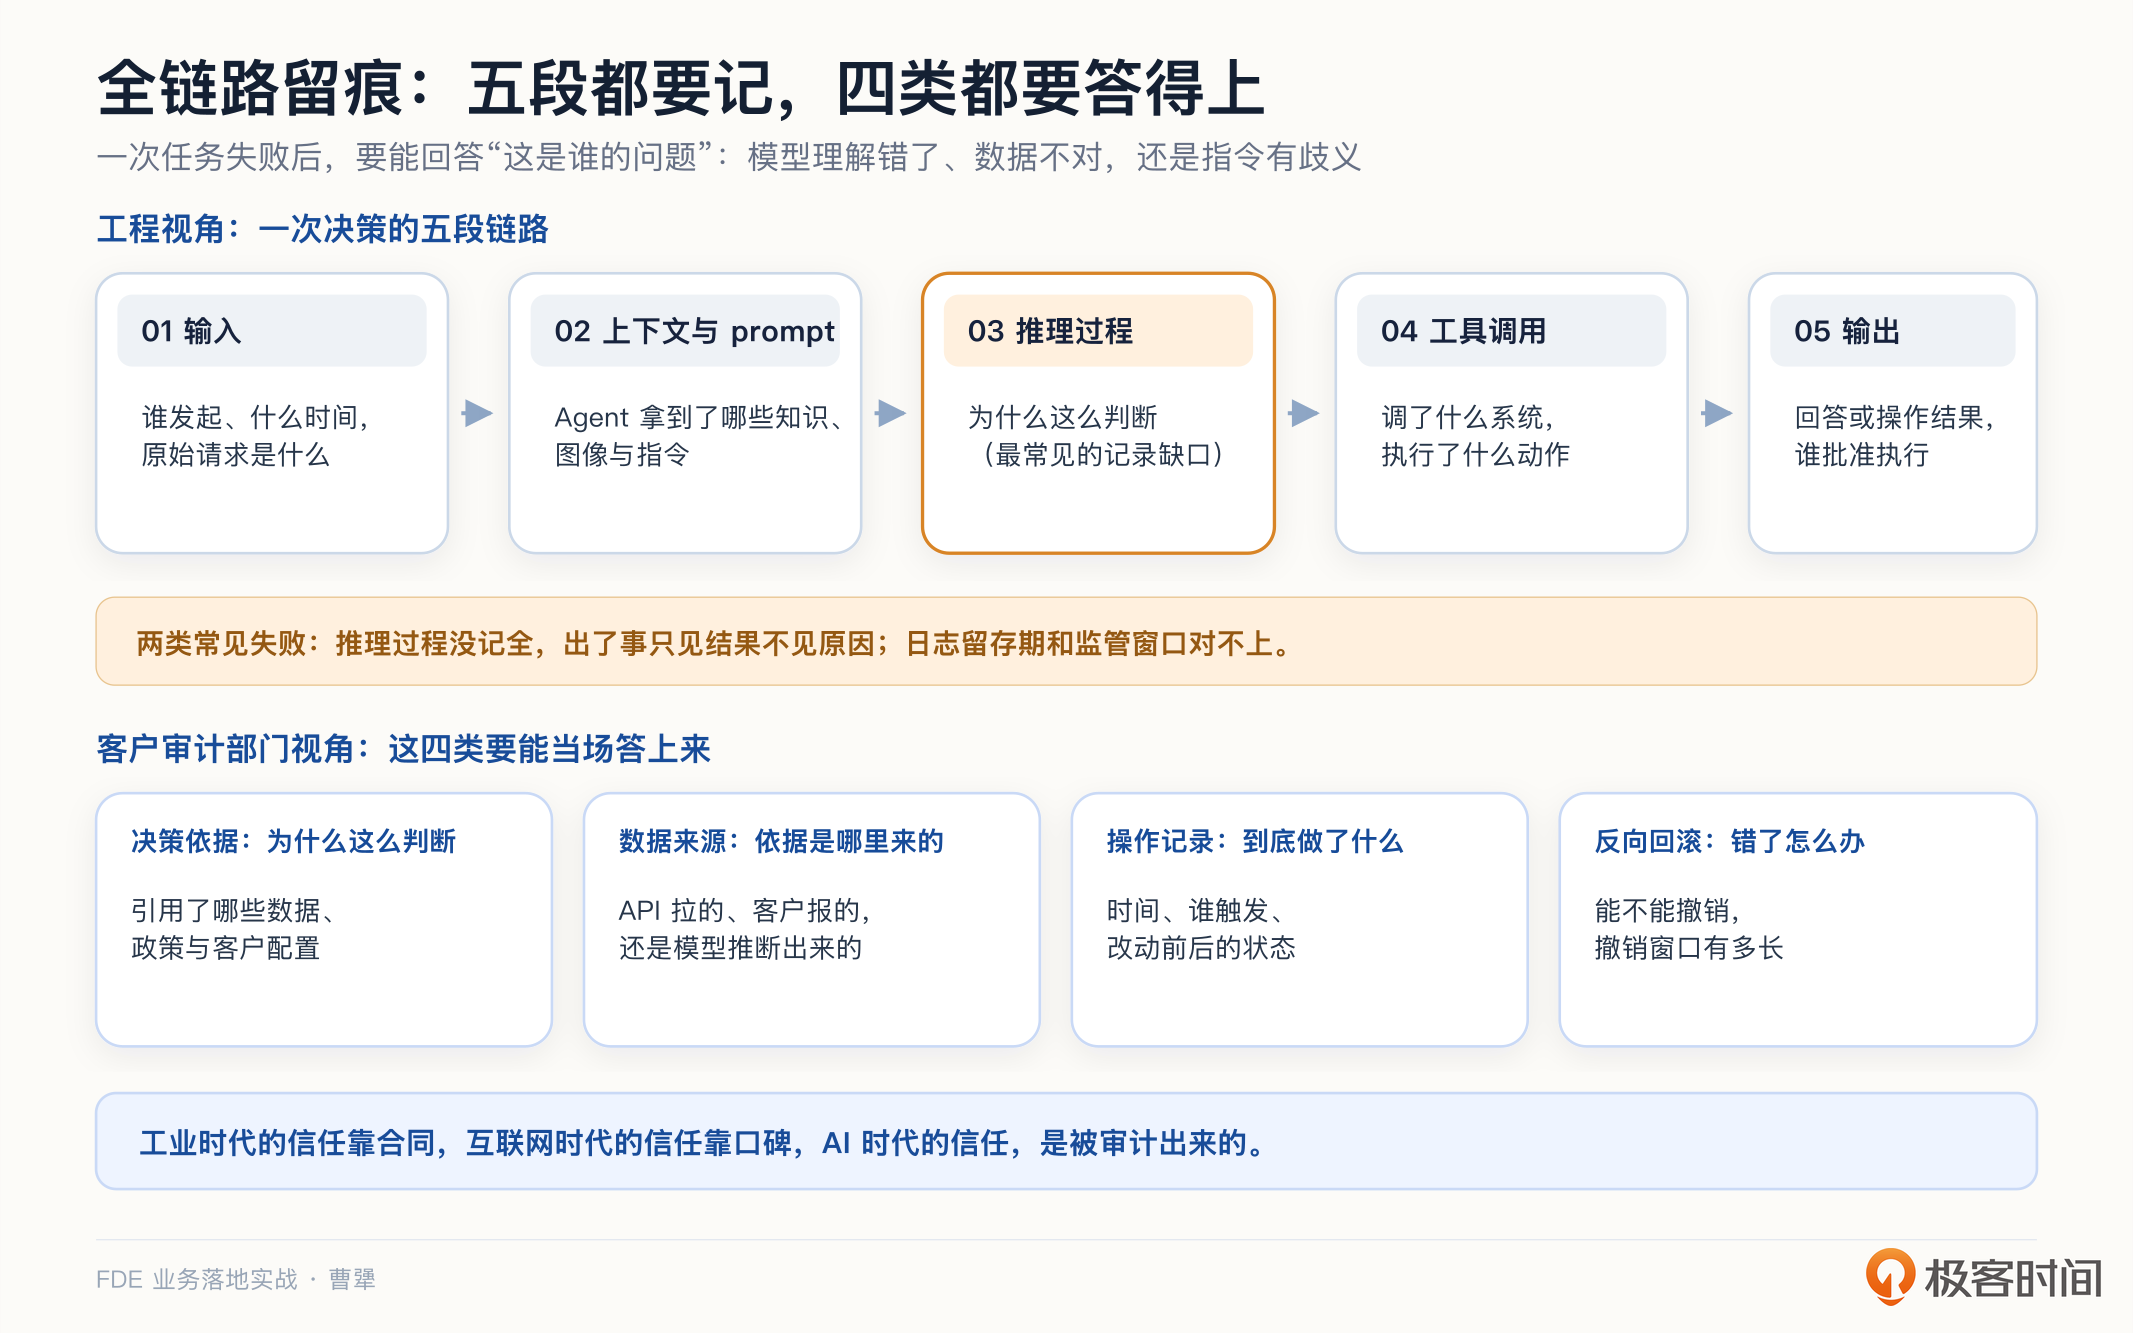 全链路留痕：五段都要记，四类都要答得上
一次任务失败后，要能回答“这是谁的问题”：模型理解错了、数据不对，还是指令有歧义
工程视角：一次决策的五段链路
01 输入
谁发起、什么时间，
原始请求是什么
02 上下文与 prompt
Agent 拿到了哪些知识、
图像与指令
03 推理过程
为什么这么判断
（最常见的记录缺口）
04 工具调用
调了什么系统，
执行了什么动作
05 输出
回答或操作结果，
谁批准执行
两类常见失败：推理过程没记全，出了事只见结果不见原因；日志留存期和监管窗口对不上。
客户审计部门视角：这四类要能当场答上来
决策依据：为什么这么判断
引用了哪些数据、
政策与客户配置
数据来源：依据是哪里来的
API 拉的、客户报的，
还是模型推断出来的
操作记录：到底做了什么
时间、谁触发、
改动前后的状态
反向回滚：错了怎么办
能不能撤销，
撤销窗口有多长
工业时代的信任靠合同，互联网时代的信任靠口碑，AI 时代的信任，是被审计出来的。
FDE 业务落地实战 · 曹犟
极客时间